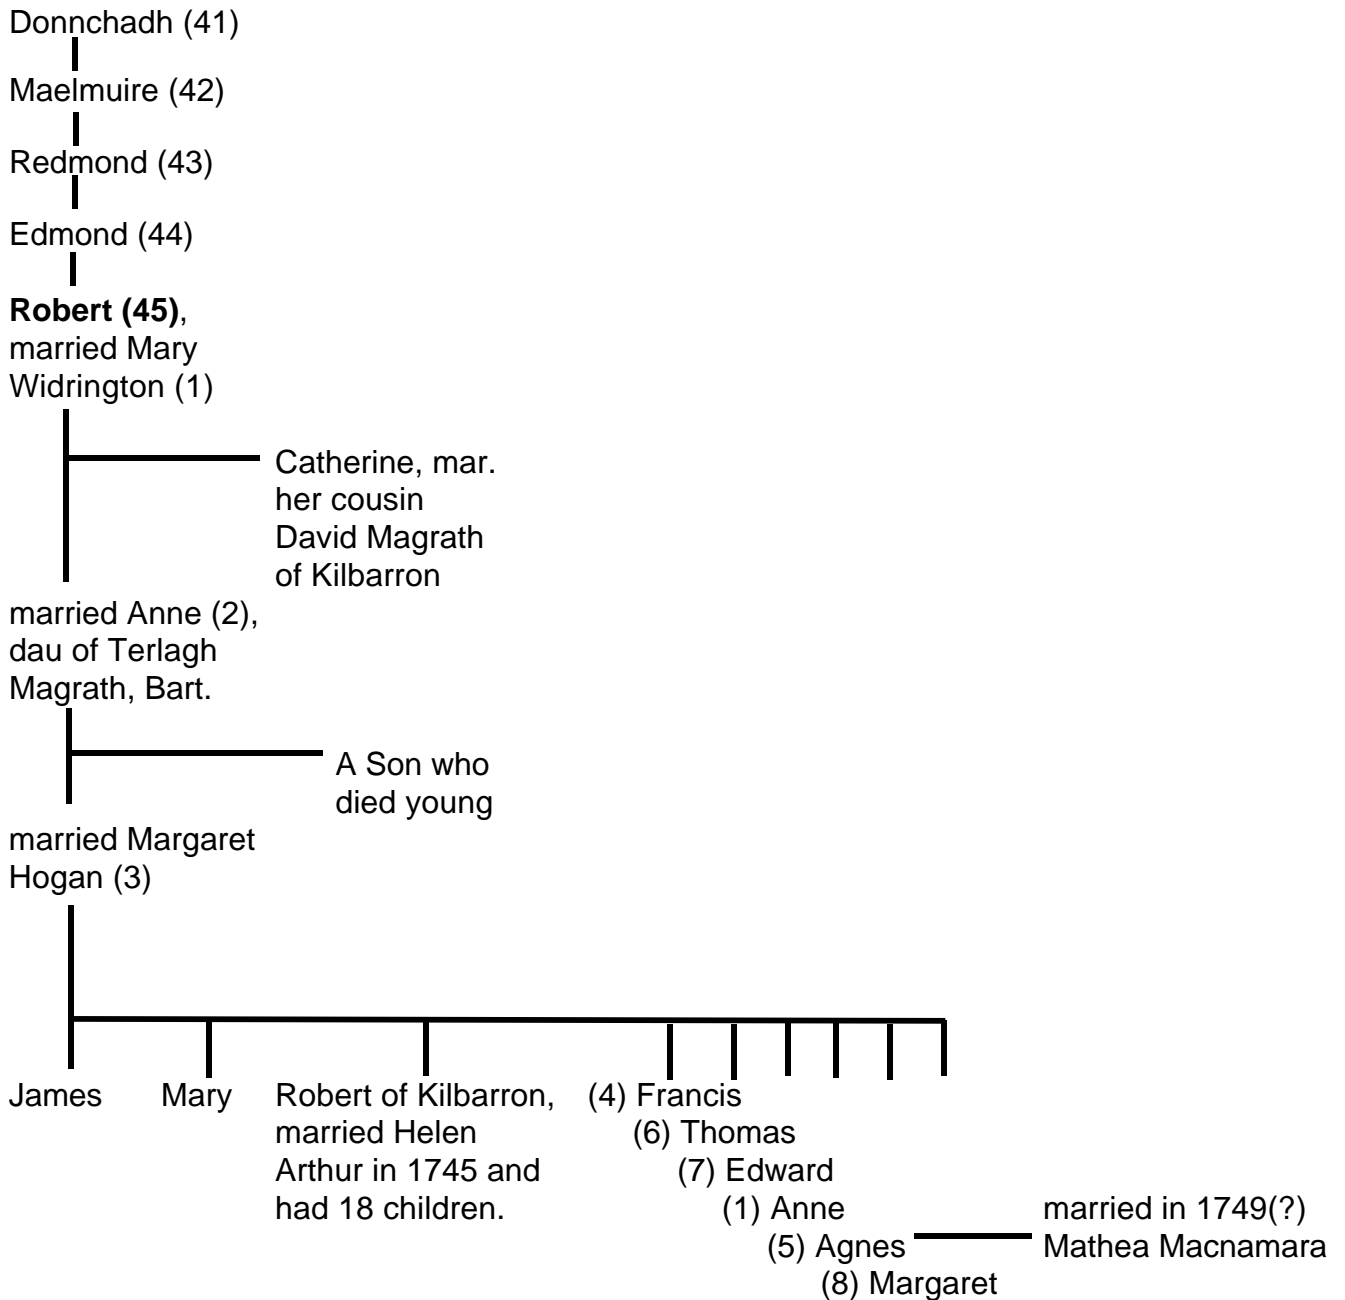 Donnchadh (41)
Maelmuire (42)
Redmond (43)
Edmond (44)
Robert (45),
married Mary
Widrington (1)
Catherine, mar.
her cousin
David Magrath
of Kilbarron
married Anne (2),
dau of Terlagh
Magrath, Bart.
A Son who
died young
married Margaret
Hogan (3)
James
Mary
Robert of Kilbarron,
married Helen
Arthur in 1745 and
had 18 children.
(4) Francis
(6) Thomas
(7) Edward
(1) Anne
(5) Agnes
(8) Margaret
married in 1749(?)
Mathea Macnamara